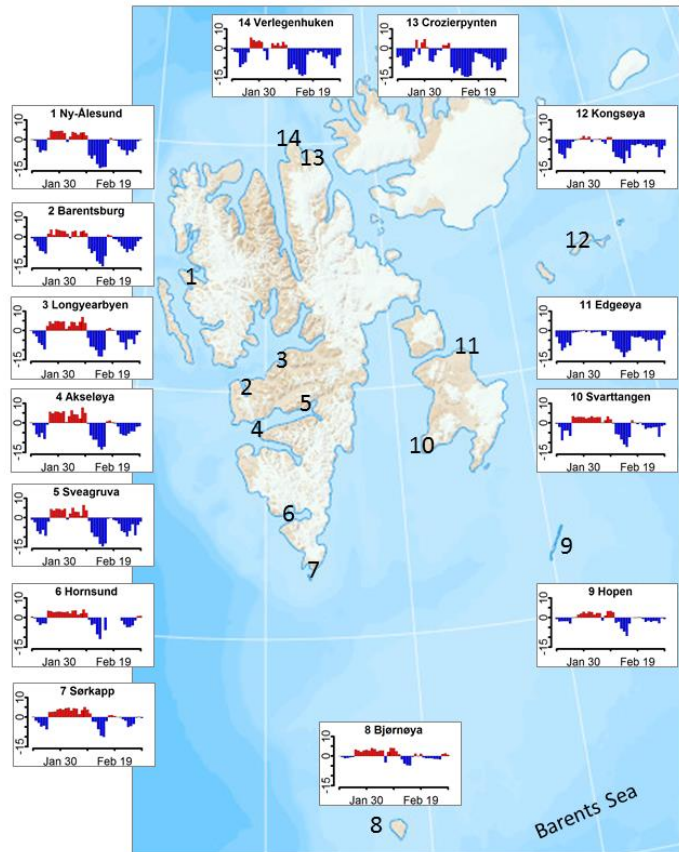 14 Verlegenhuken
10
0
-15
Jan 30
Feb 19
13 Crozierpynten
10
0
-15
Jan 30
Feb 19
1 Ny-Ålesund
10
0
-15
Jan 30
Feb 19
2 Barentsburg
10
0
-15
Jan 30
Feb 19
3 Longyearbyen
10
0
-15
Jan 30
Feb 19
4 Akseløya
10
0
-15
Jan 30
Feb 19
5 Sveagruva
10
0
-15
Jan 30
Feb 19
6 Hornsund
10
0
-15
Jan 30
Feb 19
7 Sørkapp
10
0
-15
Jan 30
Feb 19
8 Bjørnøya
10
0
-15
Jan 30
Feb 19
12 Kongsøya
10
0
-15
Jan 30
Feb 19
11 Edgeøya
10
0
-15
Jan 30
Feb 19
10 Svarttangen
10
0
-15
Jan 30
Feb 19
9 Hopen
10
0
-15
Jan 30
Feb 19
14
13
12
1
11
3
2
5
4
10
6
9
7
8
Barents Sea